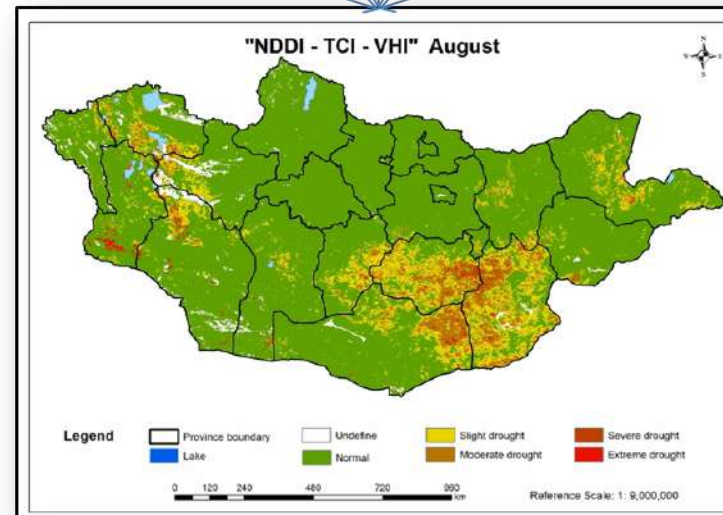 "NDDI - TCI - VHI" August
N
W E
S
Legend
Province boundary
Undefine
Slight drought
Severe drought
Lake
Normal
Moderate drought
Extreme drought
0 120 240 480 720 960
km
Reference Scale: 1: 9,000,000